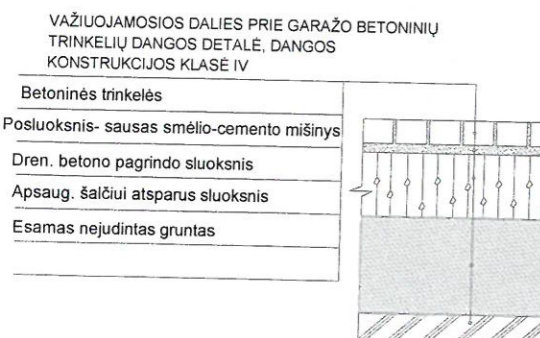 VAŽIUOJAMOSIOS DALIES PRIE GARAŽO BETONINIŲ
TRINKELIŲ DANGOS DETALĖ, DANGOS
KONSTRUKCIJOS KLASĖ IV
Betoninės trinkelės
Posluoksnis- sausas smėlio-cemento mišinys
Dren. betono pagrindo sluoksnis
Apsaug. šalčiui atsparus sluoksnis
Esamas nejudintas gruntas